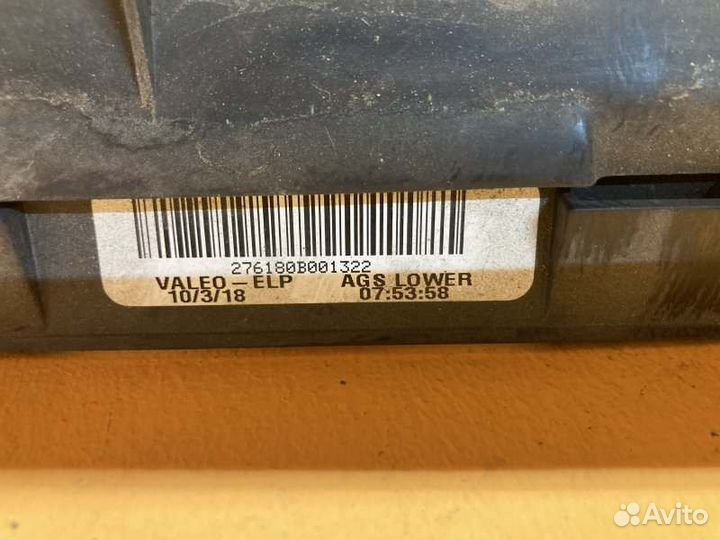 276180B001322
VALEO-ELP AGS LOWER
10/3/18 07:53:58
Avito